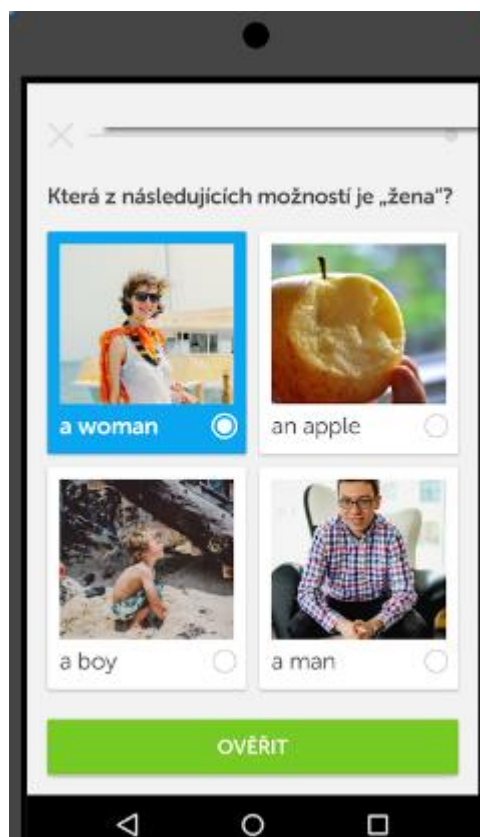 Která z následujících možností je „žena“?
a woman
an apple
a boy
a man
OVĚŘIT